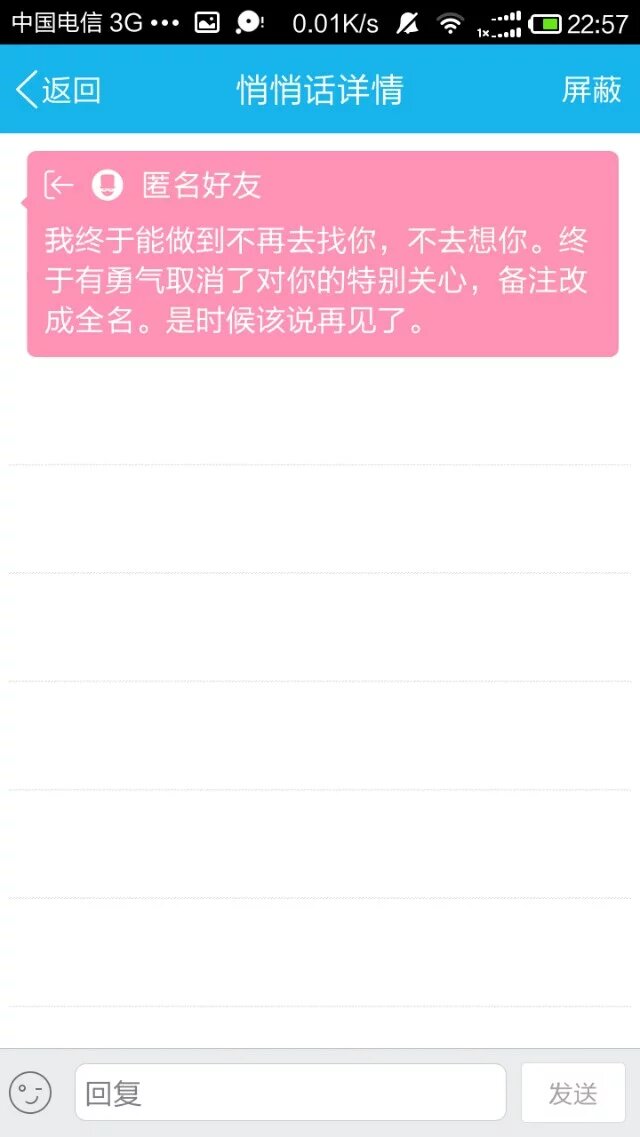 中国电信 3G ••• 0.01K/s 1x 22:57
返回 悄悄话详情 屏蔽
匿名好友
我终于能做到不再去找你，不去想你。终
于有勇气取消了对你的特别关心，备注改
成全名。是时候该说再见了。
回复 发送